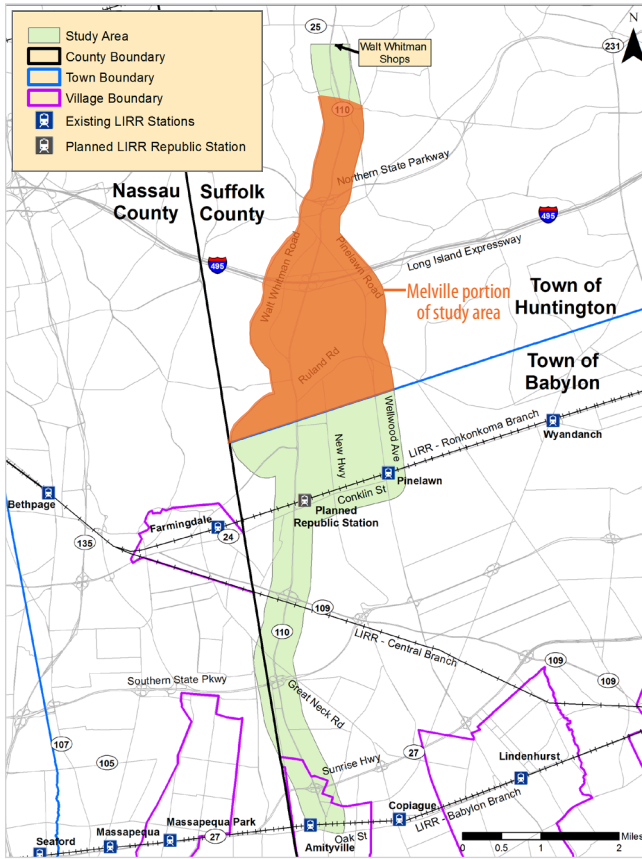 Study Area
County Boundary
Town Boundary
Village Boundary
Existing LIRR Stations
Planned LIRR Republic Station
25
Walt Whitman
Shops
N
231
110
Northern State Parkway
Nassau
County
Suffolk
County
495
495
Long Island Expressway
Walt Whitman Road
Pinelawn Road
Melville portion
of study area
Town of
Huntington
Ruland Rd
Town of
Babylon
Wellwood Ave
New Hwy
LIRR - Ronkonkoma Branch
Wyandanch
Pinelawn
Conklin St
Bethpage
Planned
Republic Station
Farmingdale
24
135
109
110
LIRR - Central Branch
109
109
Southern State Pkwy
Great Neck Rd
107
105
27
Sunrise Hwy
Lindenhurst
LIRR - Babylon Branch
Copiague
Massapequa Park
27
Massapequa
Seaford
Amityville
Oak St
0 0.5 1 2
Miles